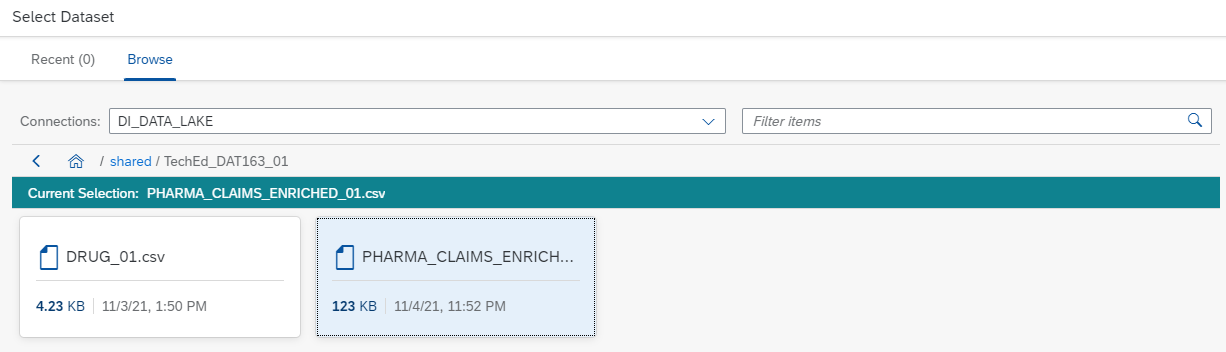 Select Dataset
Recent (0) Browse
Connections: DI_DATA_LAKE Filter items
/ shared / TechEd_DAT163_01
Current Selection: PHARMA_CLAIMS_ENRICHED_01.csv
DRUG_01.csv PHARMA_CLAIMS_ENRICH...
4.23 KB 11/3/21, 1:50 PM 123 KB 11/4/21, 11:52 PM